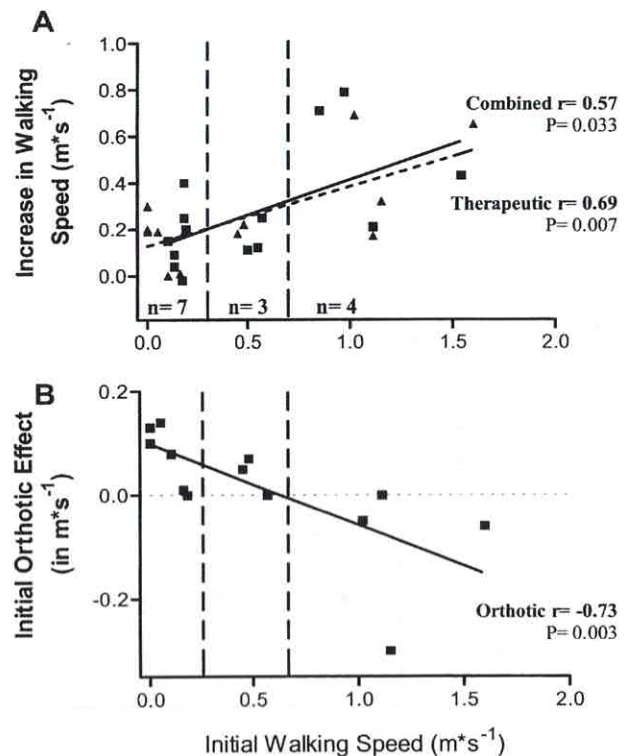 A
Increase in Walking
Speed (m*s-1)
1.0
0.8
0.6
0.4
0.2
0.0
Combined r= 0.57
P= 0.033
Therapeutic r= 0.69
P= 0.007
n= 7
n= 3
n= 4
0.0
0.5
1.0
1.5
2.0
B
Initial Orthotic Effect
(in m*s-1)
0.2
0.0
-0.2
Orthotic r= -0.73
P= 0.003
0.0
0.5
1.0
1.5
2.0
Initial Walking Speed (m*s-1)